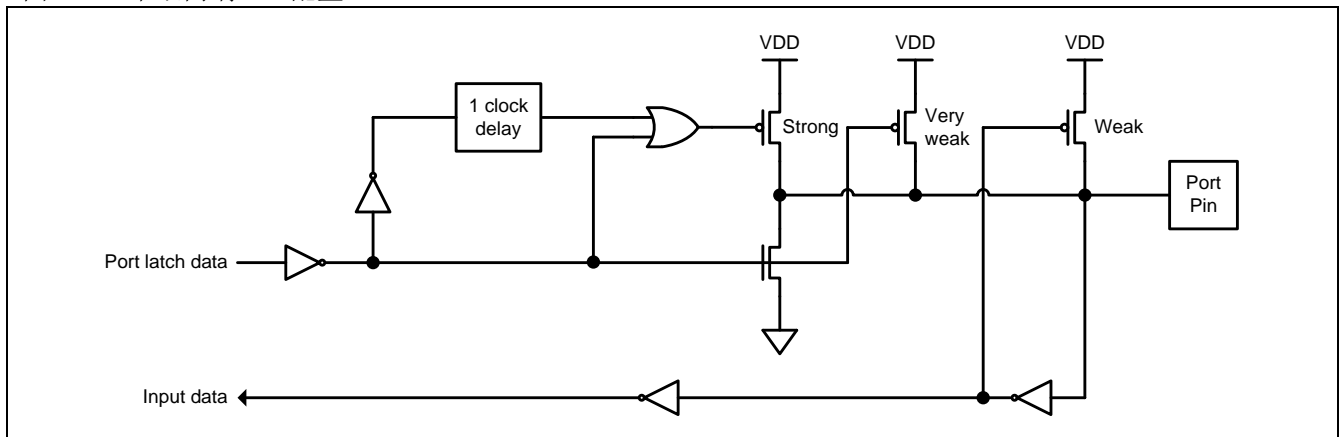 VDD
VDD
VDD
1 clock
delay
Strong
Very
weak
Weak
Port
Pin
Port latch data
Input data